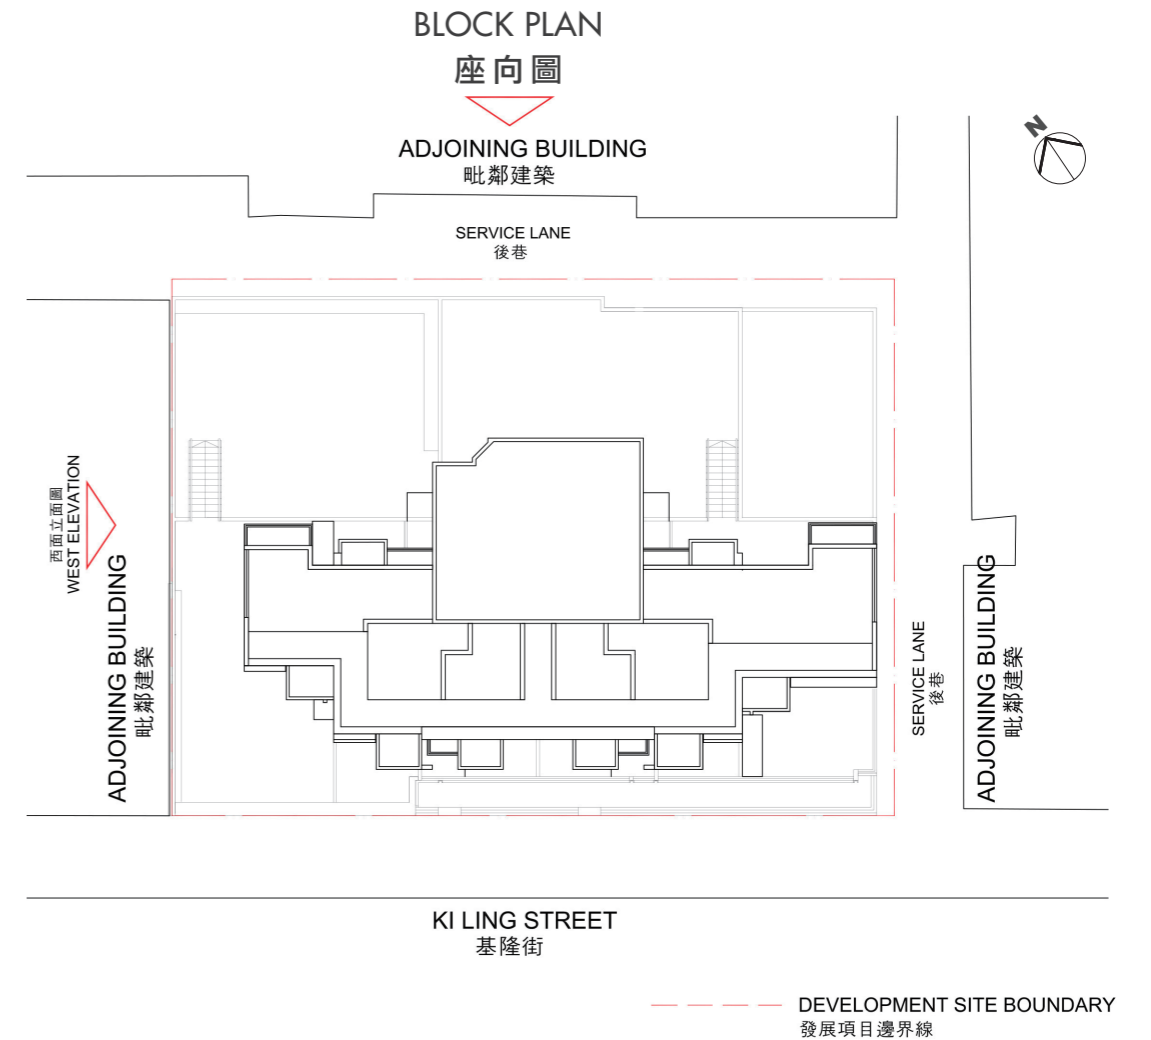 BLOCK PLAN
座向圖
ADJOINING BUILDING
毗鄰建築
N
SERVICE LANE
後巷
西面立面圖
WEST ELEVATION
ADJOINING BUILDING
毗鄰建築
SERVICE LANE
後巷
ADJOINING BUILDING
毗鄰建築
KI LING STREET
基隆街
DEVELOPMENT SITE BOUNDARY
發展項目邊界線